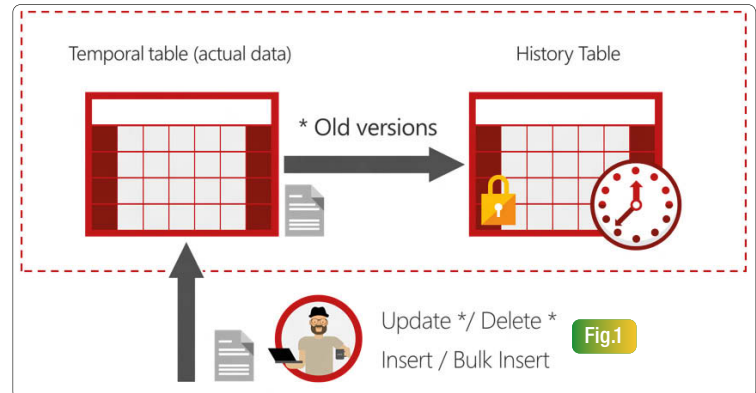 Temporal table (actual data)
History Table
* Old versions
Update */ Delete *
Fig.1
Insert / Bulk Insert